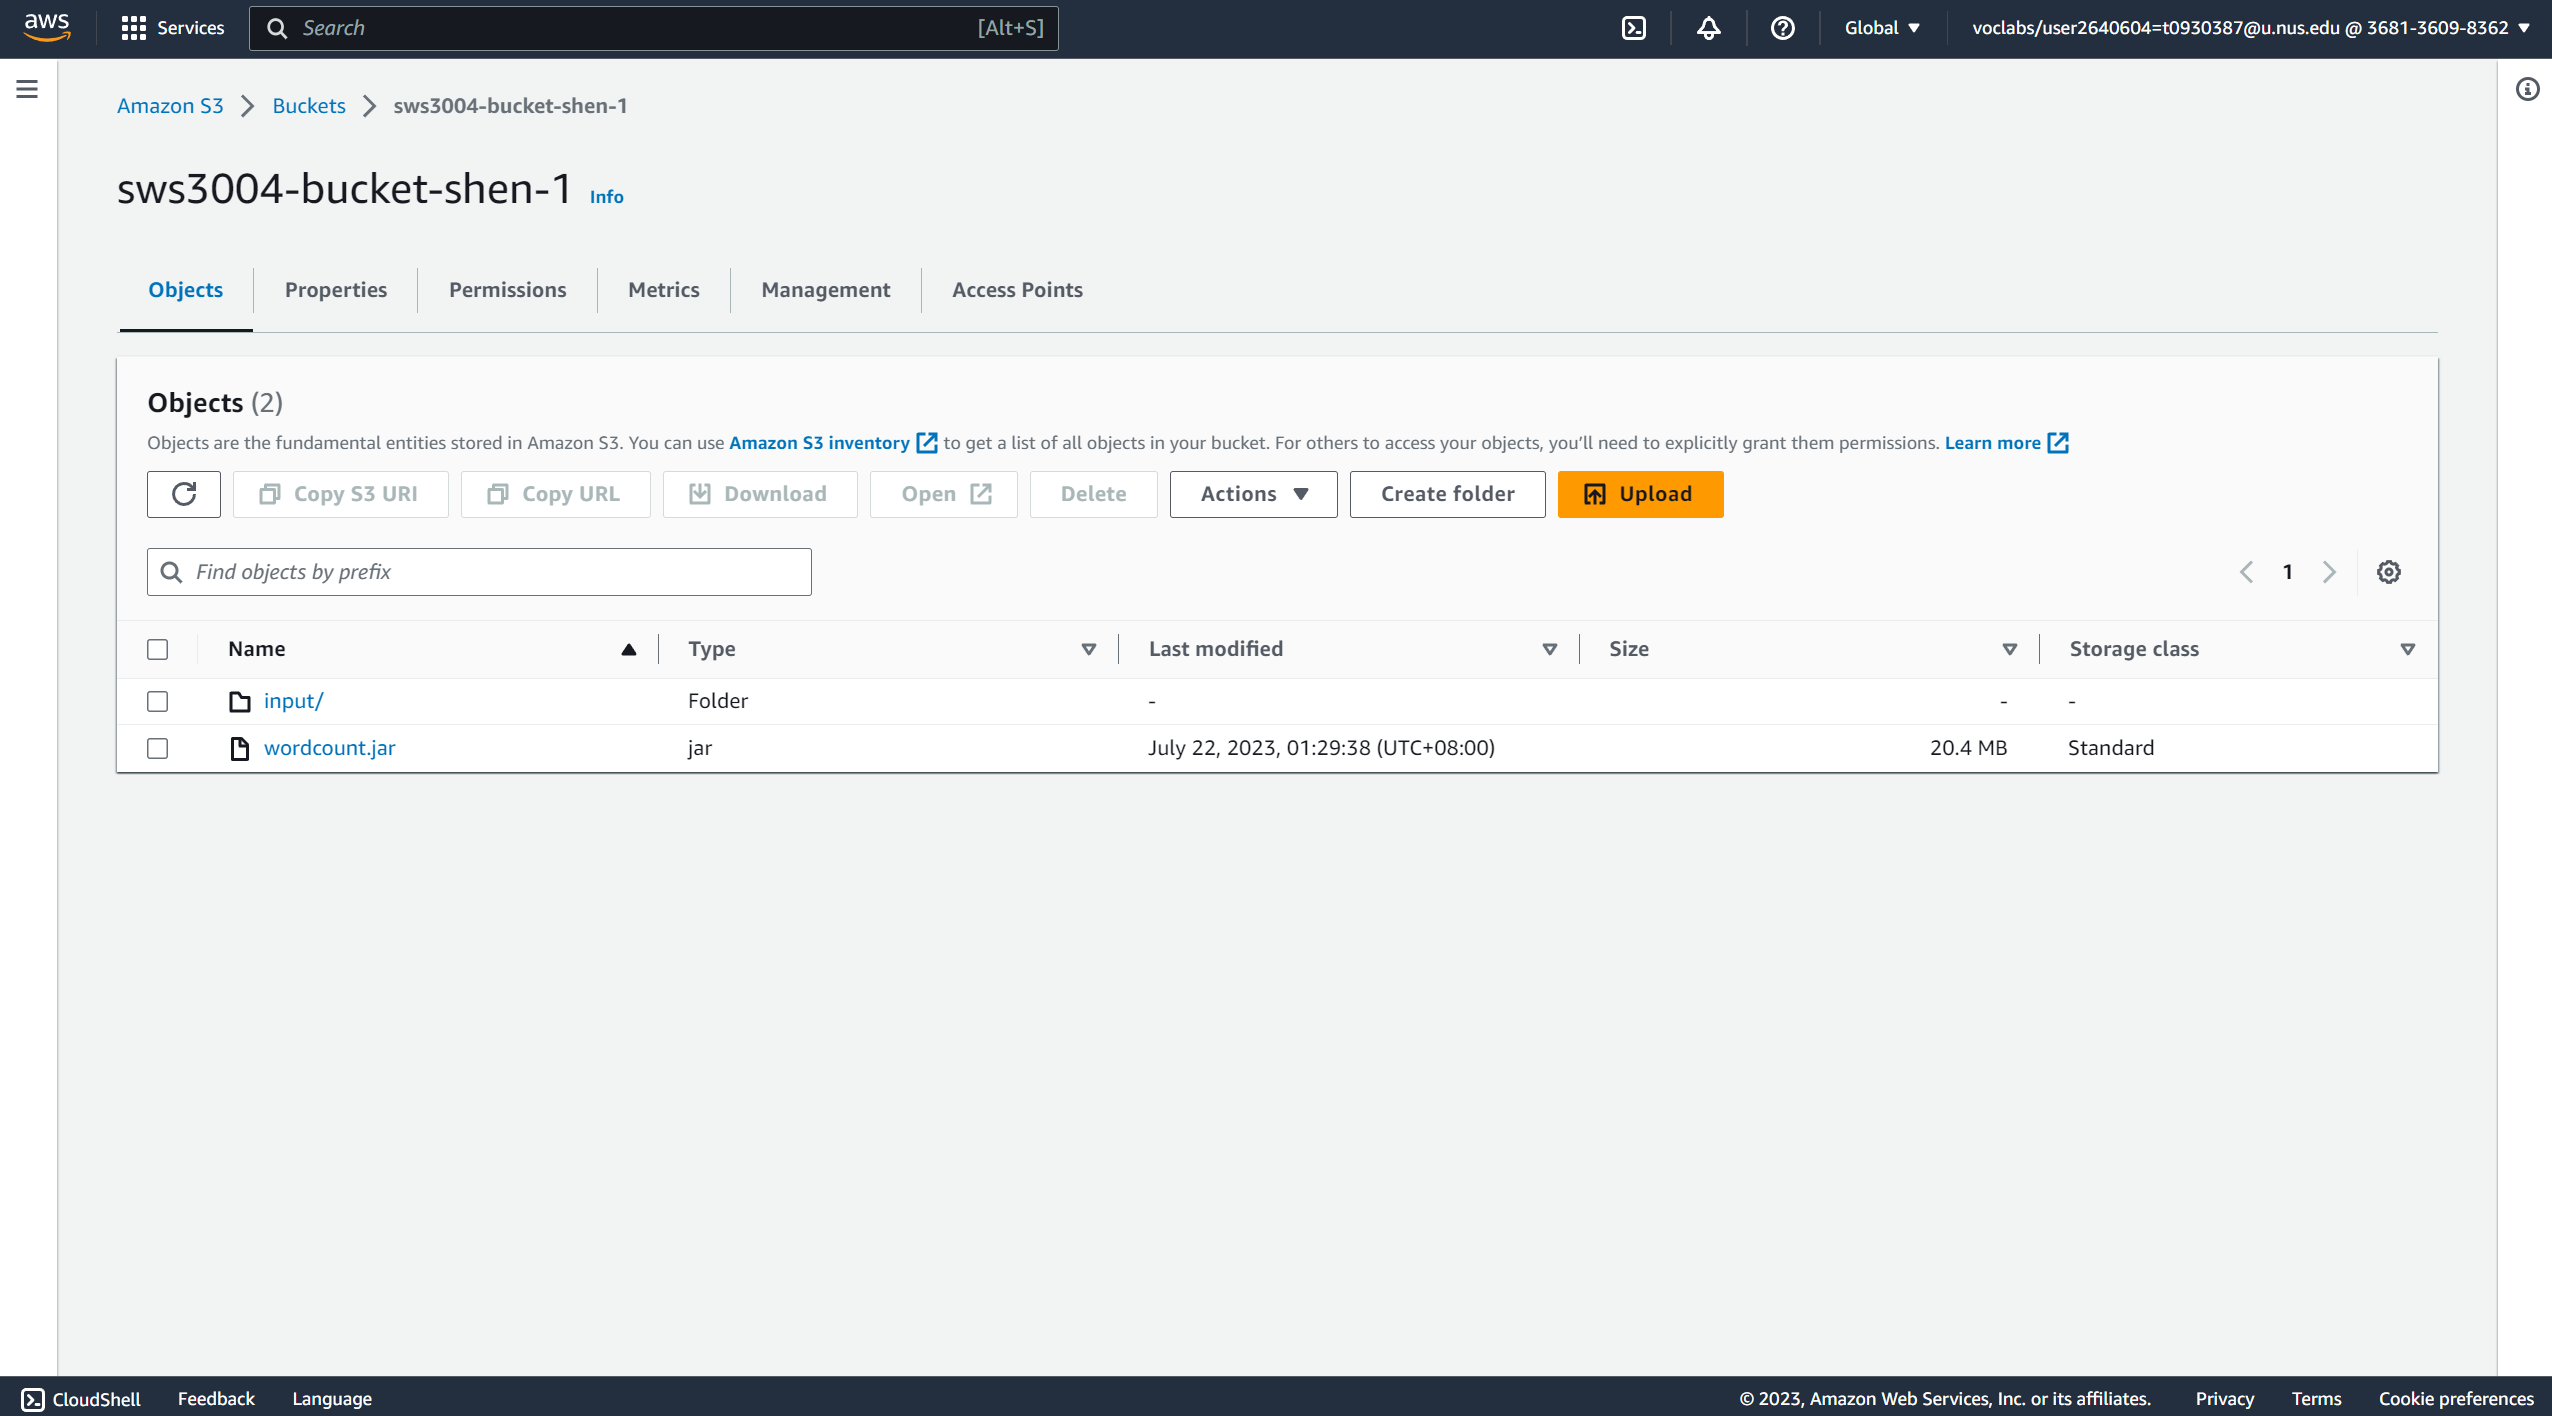 aws
Services
Search [Alt+S]
Global
voclabs/user2640604=t0930387@u.nus.edu @ 3681-3609-8362
Amazon S3 > Buckets > sws3004-bucket-shen-1
sws3004-bucket-shen-1 Info
Objects Properties Permissions Metrics Management Access Points
Objects (2)
Objects are the fundamental entities stored in Amazon S3. You can use Amazon S3 inventory to get a list of all objects in your bucket. For others to access your objects, you’ll need to explicitly grant them permissions. Learn more
Copy S3 URI Copy URL Download Open Delete Actions Create folder Upload
Find objects by prefix
1
Name Type Last modified Size Storage class
input/ Folder - - -
wordcount.jar jar July 22, 2023, 01:29:38 (UTC+08:00) 20.4 MB Standard
CloudShell Feedback Language © 2023, Amazon Web Services, Inc. or its affiliates. Privacy Terms Cookie preferences